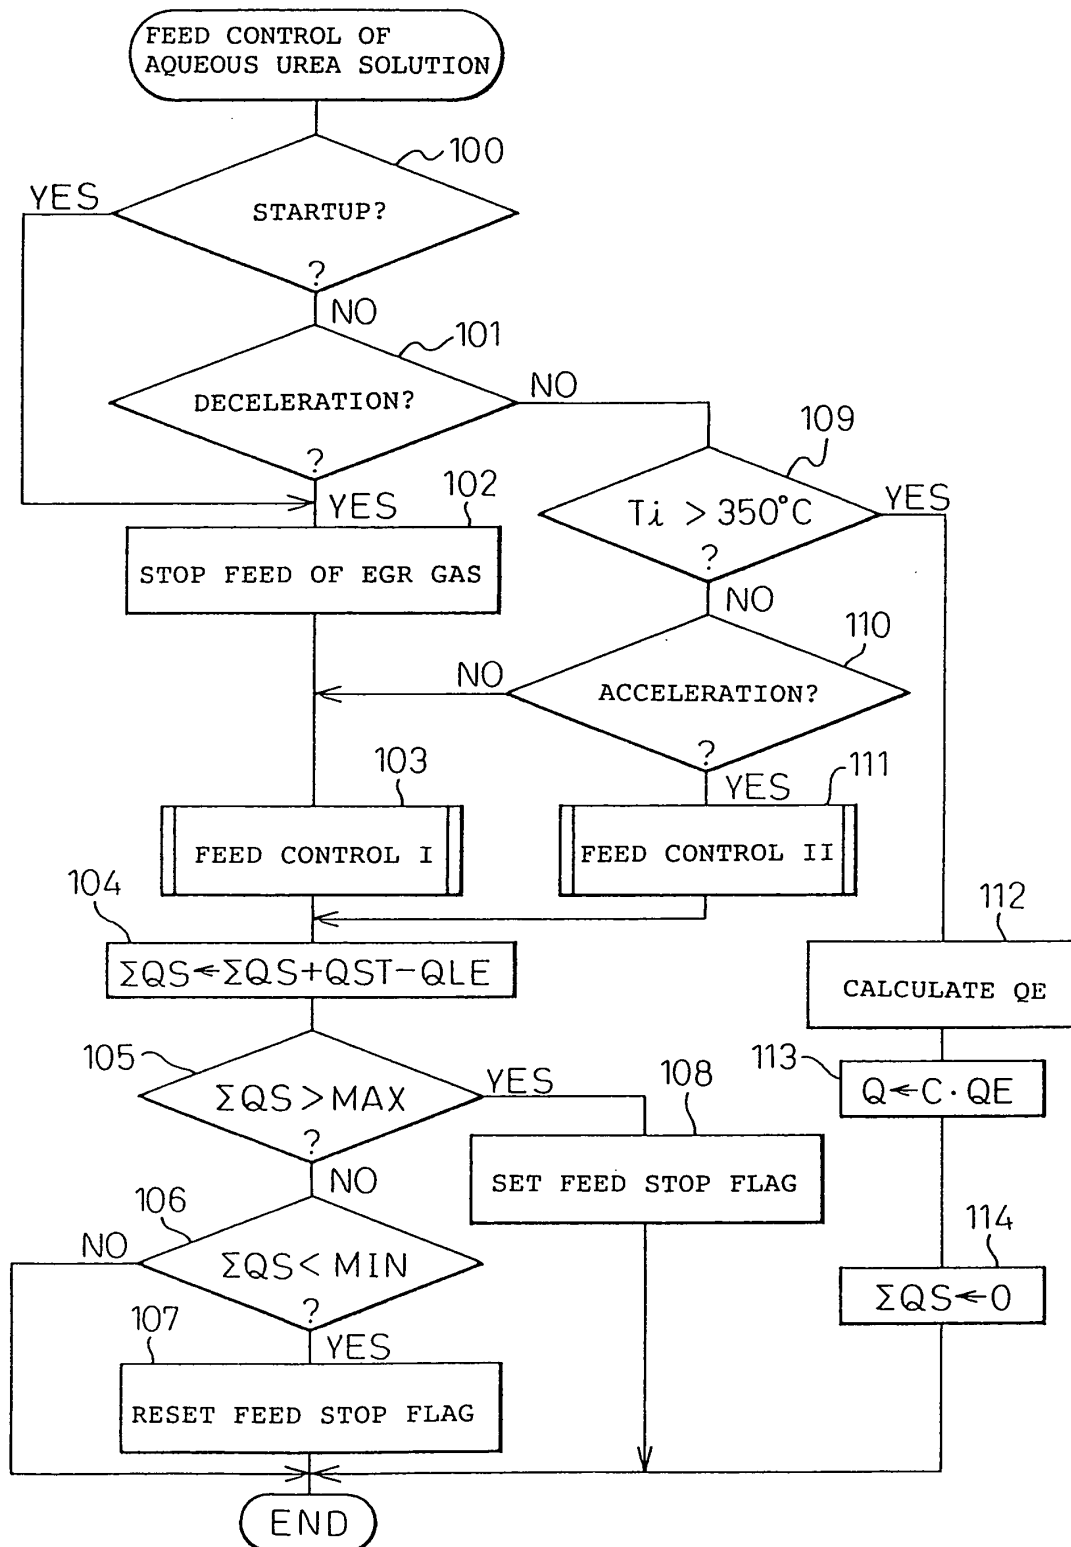 FEED CONTROL OF
AQUEOUS UREA SOLUTION
100
YES
STARTUP?
?
NO
101
DECELERATION?
NO
?
YES
109
Ti > 350°C
YES
?
NO
102
STOP FEED OF EGR GAS
110
NO
ACCELERATION?
?
YES
103
FEED CONTROL I
111
FEED CONTROL II
104
ΣQS←ΣQS+QST-QLE
112
CALCULATE QE
105
ΣQS>MAX
YES
?
NO
108
SET FEED STOP FLAG
113
Q←C·QE
106
NO
ΣQS<MIN
?
YES
114
ΣQS←0
107
RESET FEED STOP FLAG
END